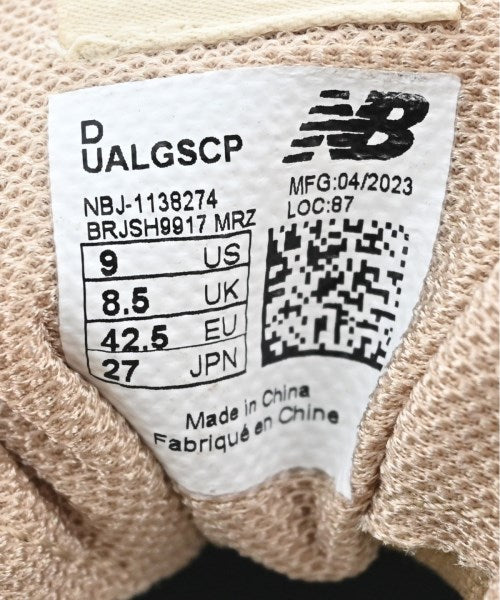 D
UALGSCP
NB
MFG:04/2023
LOC:87
NBJ-1138274
BRJSH9917 MRZ
9 US
8.5 UK
42.5 EU
27 JPN
Made in China
Fabriqué en Chine